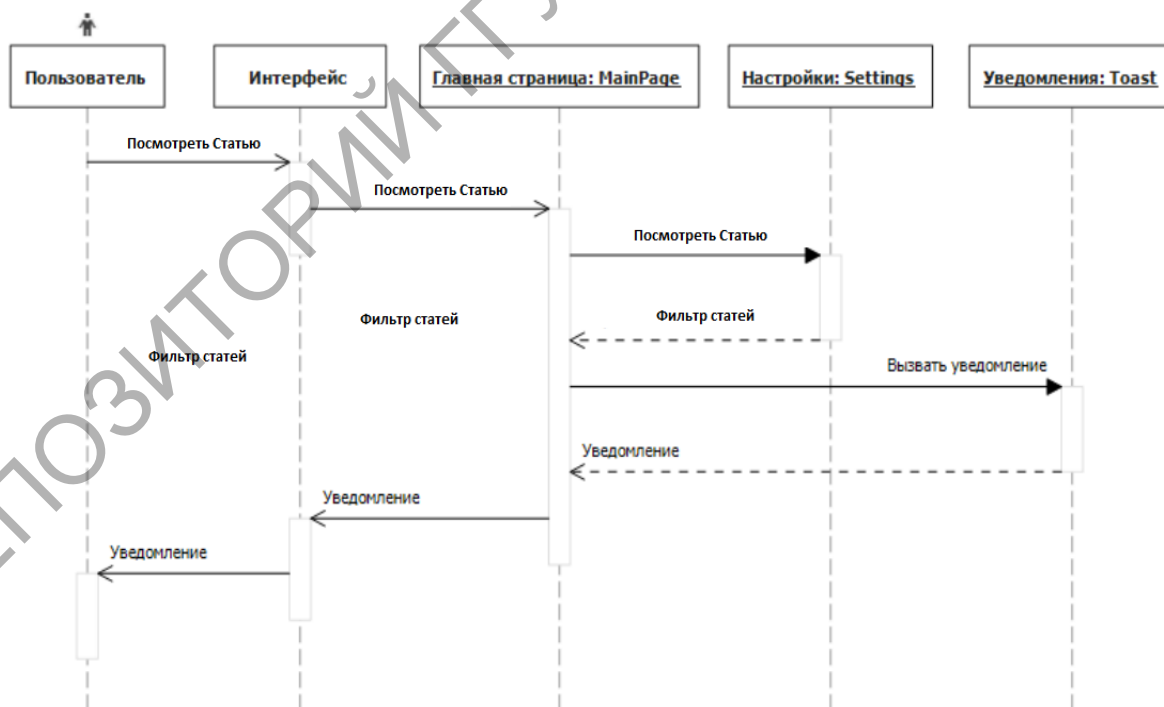 Пользователь
Интерфейс
Главная страница: MainPage
Настройки: Settings
Уведомления: Toast
Посмотреть Статью
Посмотреть Статью
Посмотреть Статью
Фильтр статей
Фильтр статей
Фильтр статей
Вызвать уведомление
Уведомление
Уведомление
Уведомление